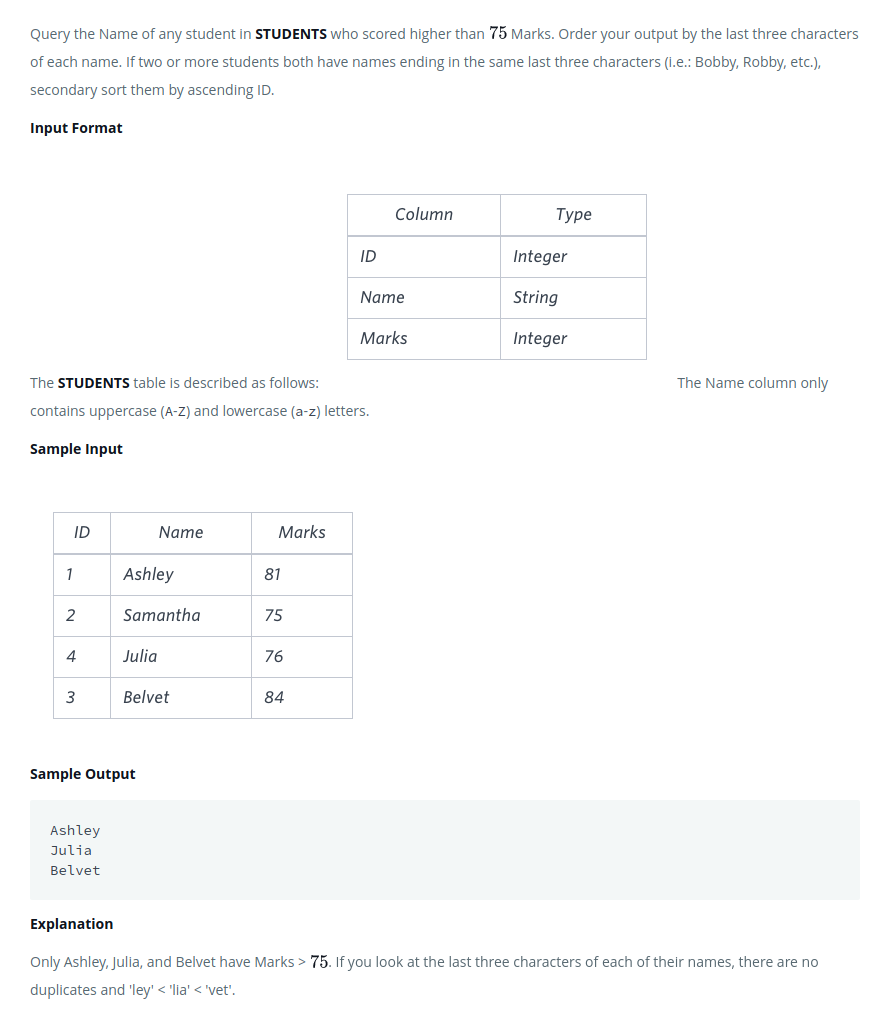 Query the Name of any student in STUDENTS who scored higher than 75 Marks. Order your output by the last three characters
of each name. If two or more students both have names ending in the same last three characters (i.e.: Bobby, Robby, etc.),
secondary sort them by ascending ID.
Input Format
Column Type
ID Integer
Name String
Marks Integer
The STUDENTS table is described as follows: The Name column only
contains uppercase (A-Z) and lowercase (a-z) letters.
Sample Input
ID Name Marks
1 Ashley 81
2 Samantha 75
4 Julia 76
3 Belvet 84
Sample Output
Ashley
Julia
Belvet
Explanation
Only Ashley, Julia, and Belvet have Marks > 75. If you look at the last three characters of each of their names, there are no
duplicates and 'ley' < 'lia' < 'vet'.